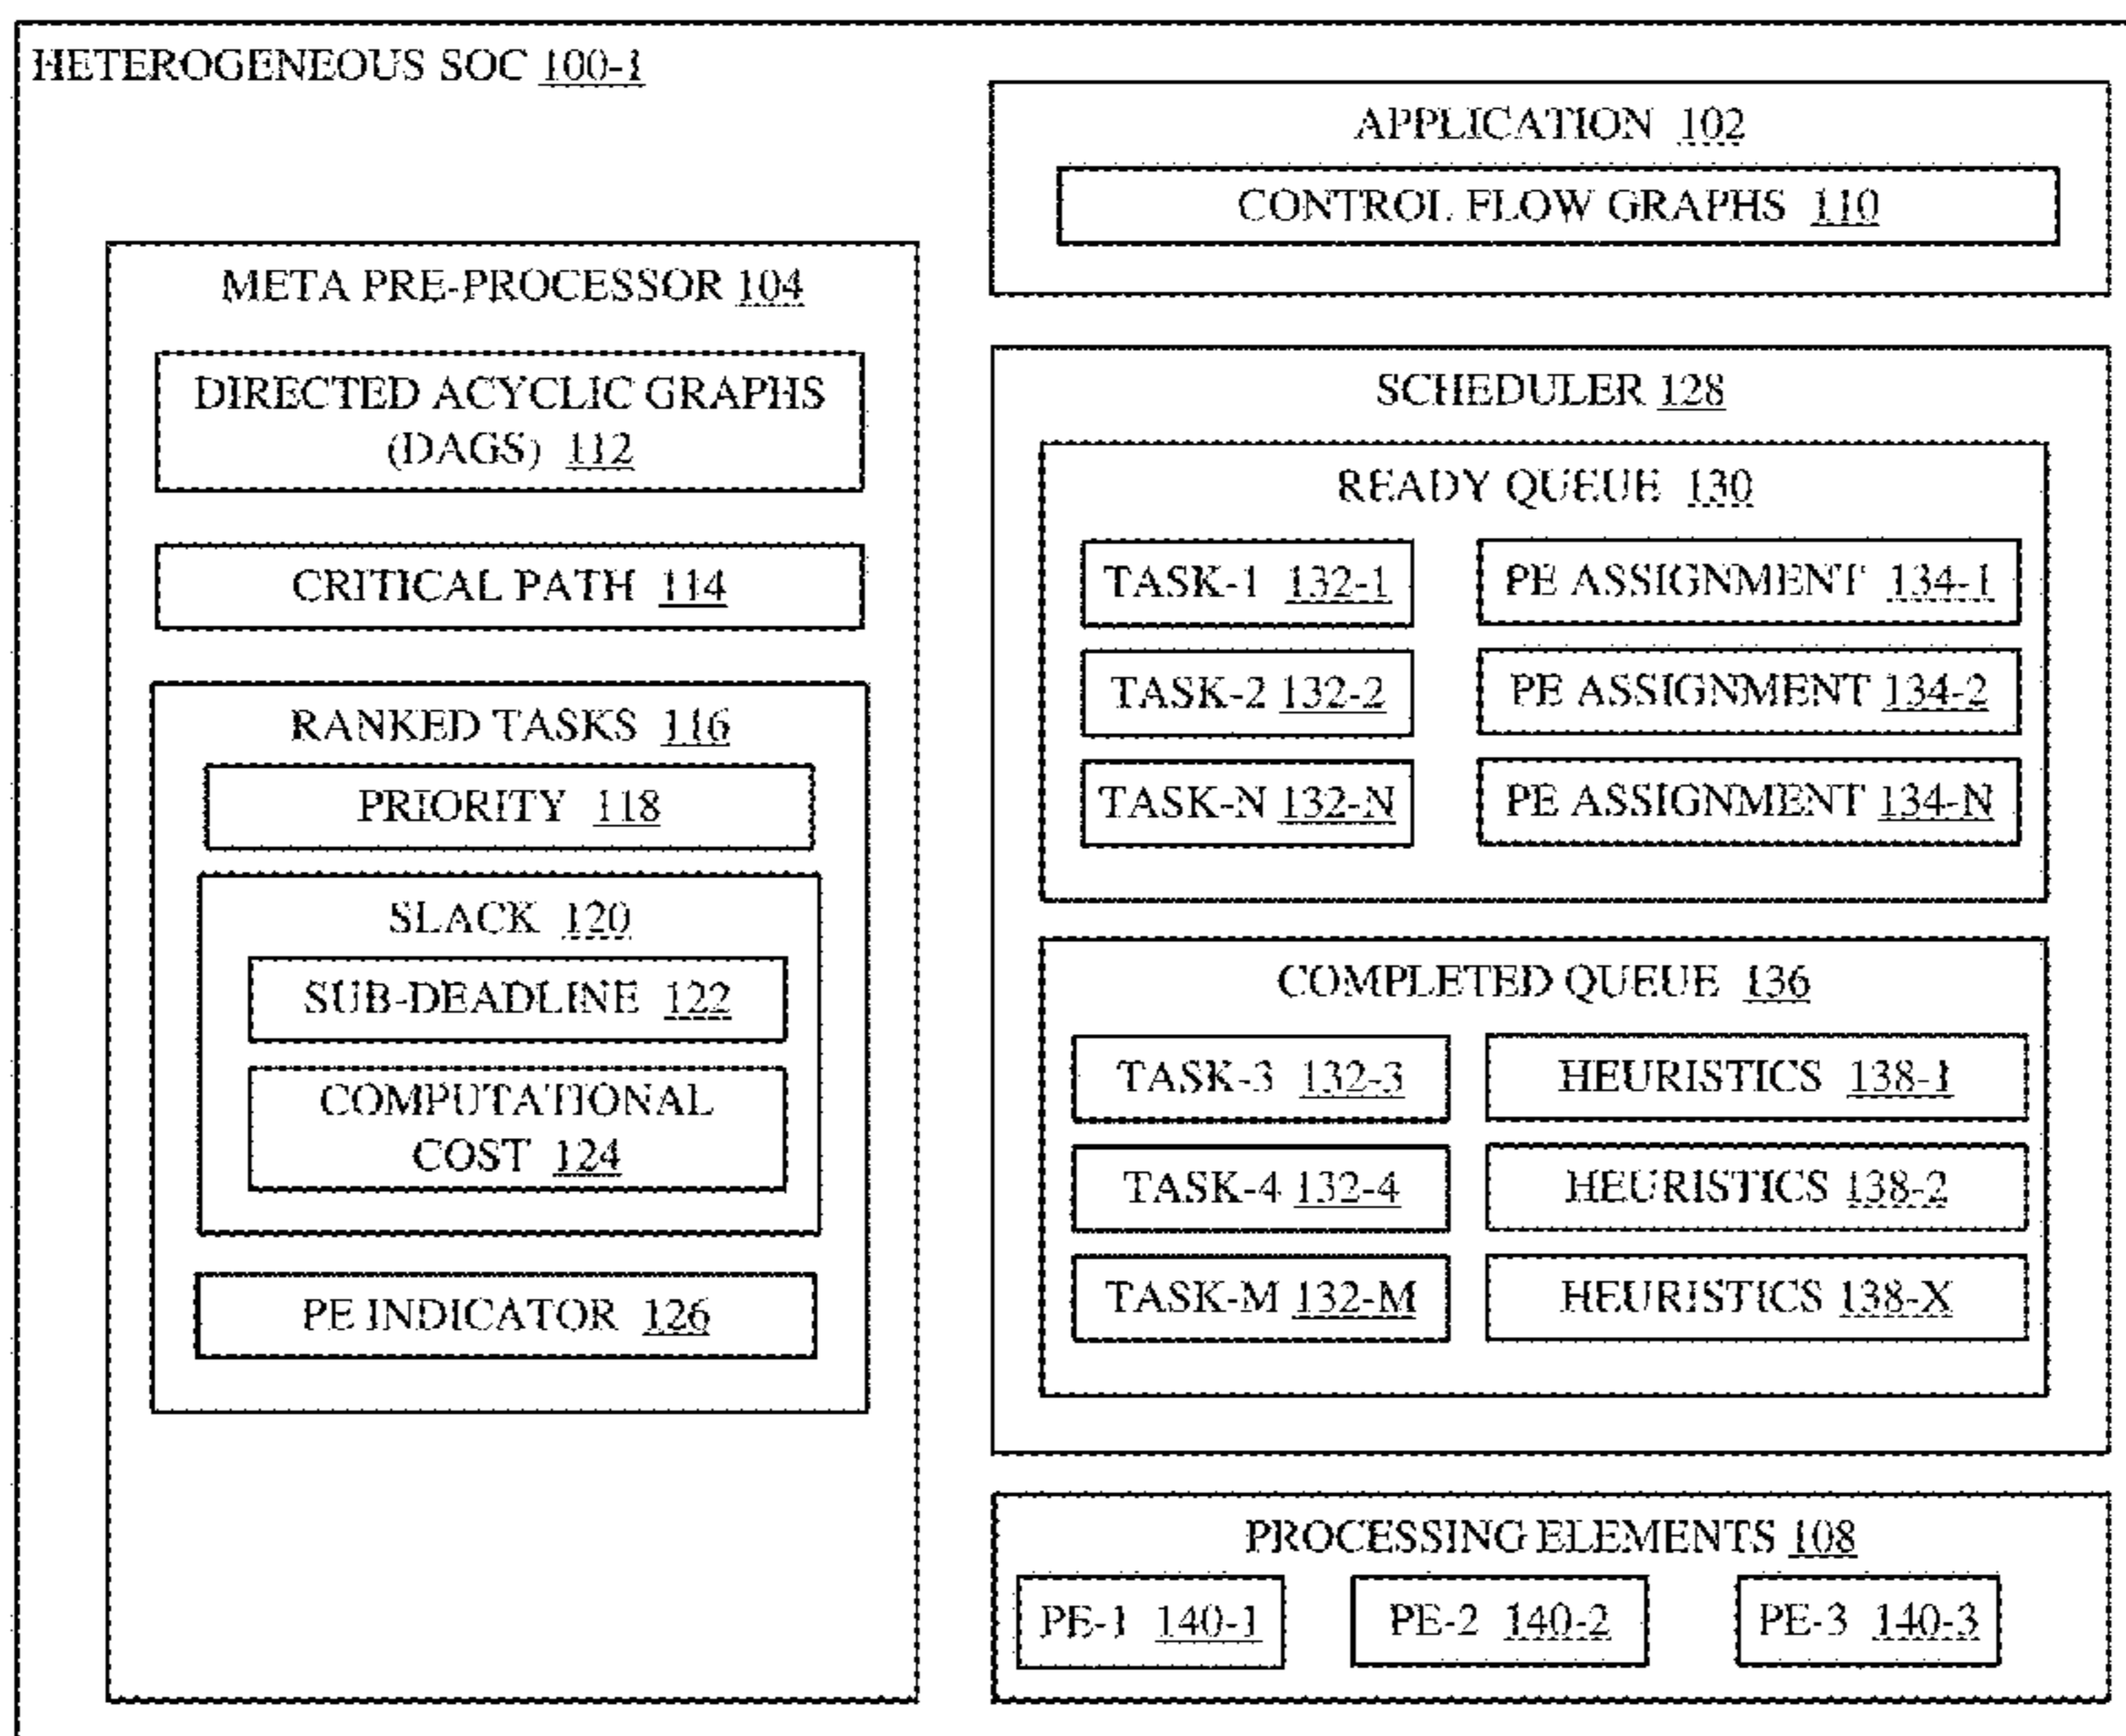 HETEROGENEOUS SOC 100-1
APPLICATION 102
CONTROL FLOW GRAPHS 110
META PRE-PROCESSOR 104
DIRECTED ACYCLIC GRAPHS
(DAGS) 112
CRITICAL PATH 114
RANKED TASKS 116
PRIORITY 118
SLACK 120
SUB-DEADLINE 122
COMPUTATIONAL
COST 124
PE INDICATOR 126
SCHEDULER 128
READY QUEUE 130
TASK-1 132-1
PE ASSIGNMENT 134-1
TASK-2 132-2
PE ASSIGNMENT 134-2
TASK-N 132-N
PE ASSIGNMENT 134-N
COMPLETED QUEUE 136
TASK-3 132-3
HEURISTICS 138-1
TASK-4 132-4
HEURISTICS 138-2
TASK-M 132-M
HEURISTICS 138-X
PROCESSING ELEMENTS 108
PE-1 140-1
PE-2 140-2
PE-3 140-3